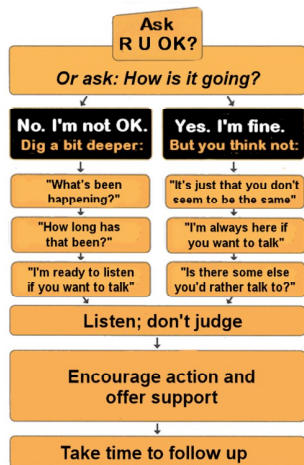 Ask
R U OK?
Or ask: How is it going?
No. I'm not OK.
Dig a bit deeper:
"What's been
happening?"
"How long has
that been?"
"I'm ready to listen
if you want to talk"
Yes. I'm fine.
But you think not:
"It's just that you don't
seem to be the same"
"I'm always here if
you want to talk"
"Is there some else
you'd rather talk to?"
Listen; don't judge
Encourage action and
offer support
Take time to follow up